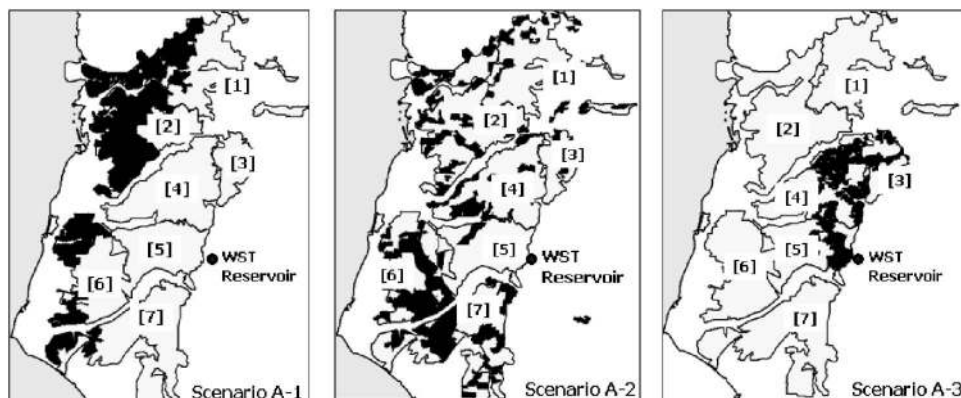 [1]
[2]
[3]
[4]
[5]
WST
Reservoir
[6]
[7]
Scenario A-1
[1]
[2]
[3]
[4]
[5]
WST
Reservoir
[6]
[7]
Scenario A-2
[1]
[2]
[3]
[4]
[5]
WST
Reservoir
[6]
[7]
Scenario A-3